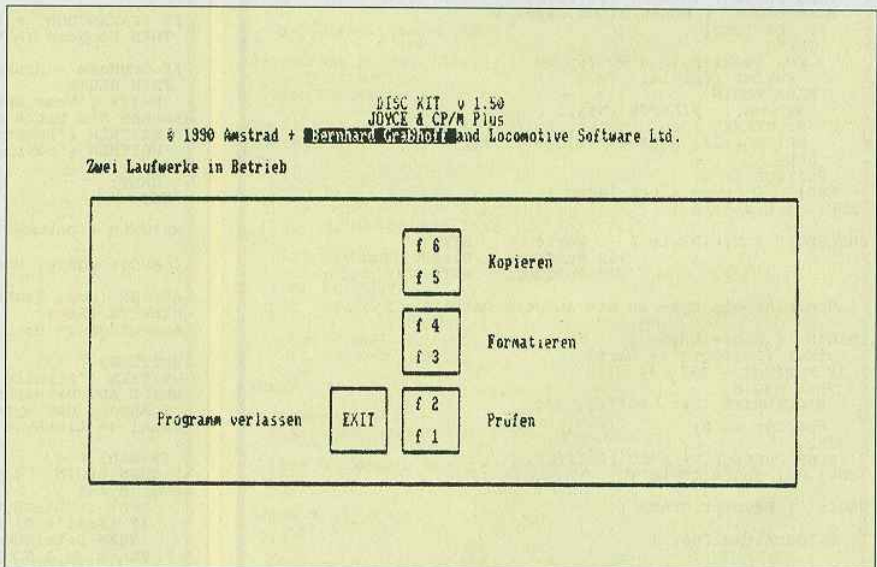 DISC KIT v 1.50
JOYCE & CP/M Plus
© 1990 Amstrad + Bernhard Graßhoff and Locomotive Software Ltd.
Zwei Laufwerke in Betrieb
f 6
f 5
Kopieren
f 4
f 3
Formatieren
Programm verlassen
EXIT
f 2
f 1
Prüfen